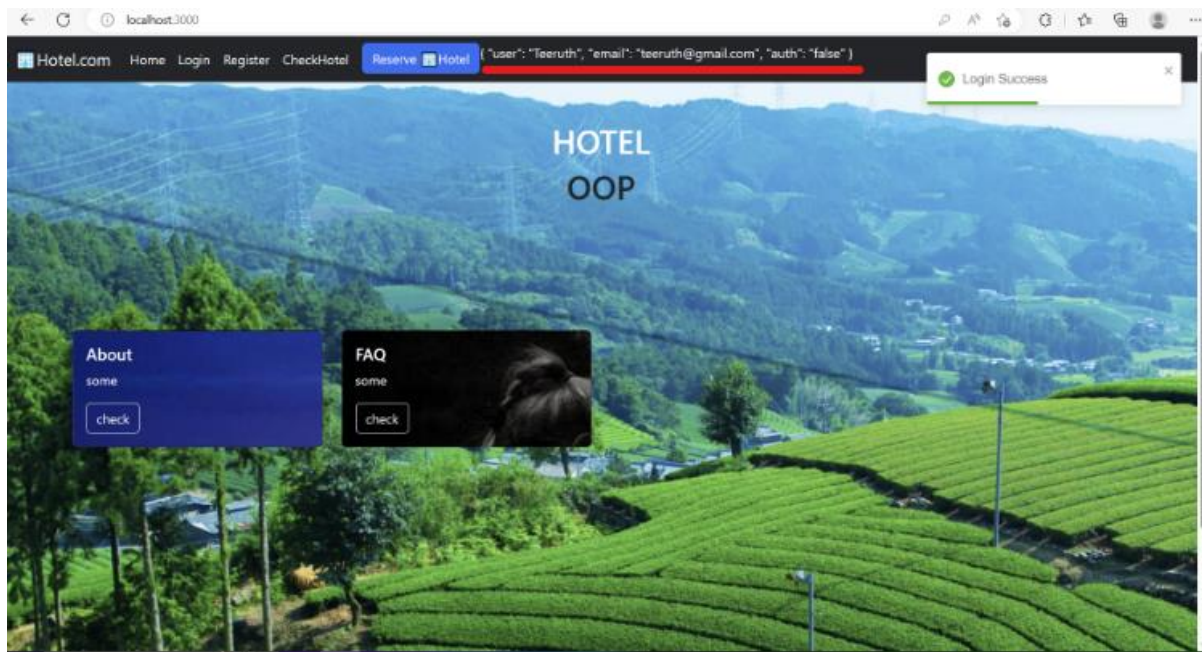 localhost:3000
Hotel.com Home Login Register CheckHotel Reserve Hotel { "user": "Teeruth", "email": "teeruth@gmail.com", "auth": "false" }
Login Success
HOTEL
OOP
About
some
check
FAQ
some
check